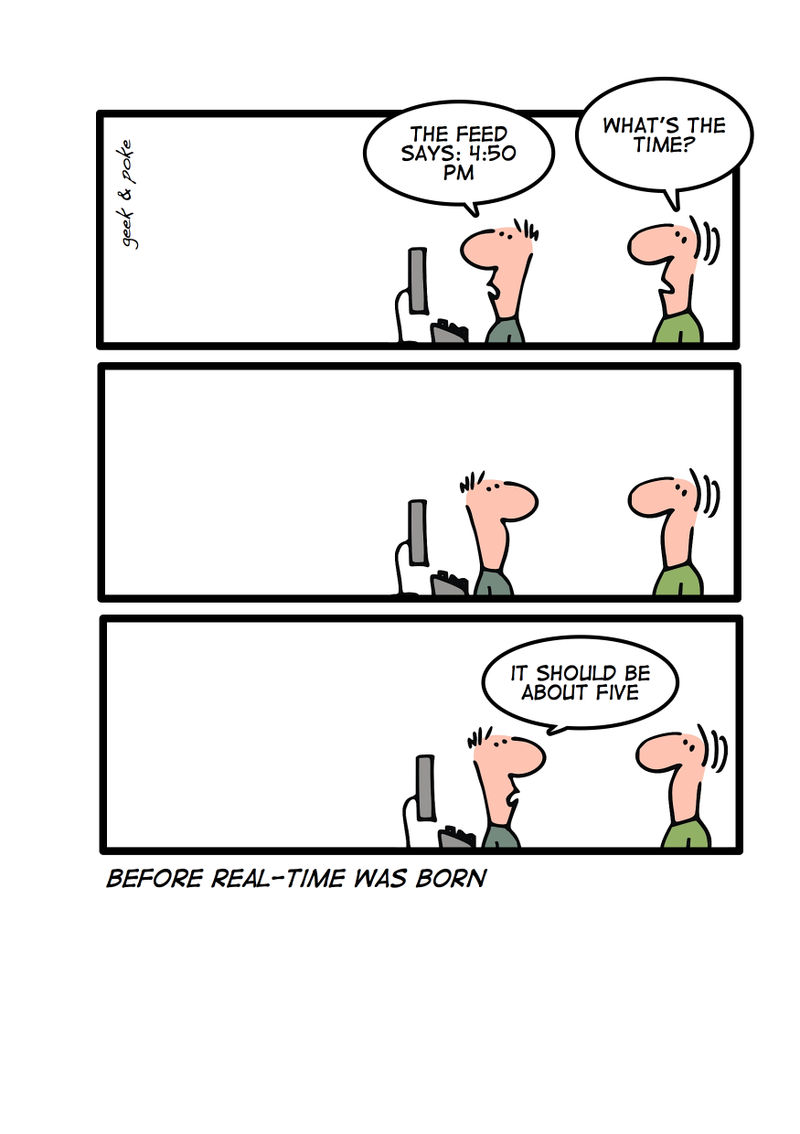 geek & poke
WHAT'S THE
TIME?
THE FEED
SAYS: 4:50
PM
IT SHOULD BE
ABOUT FIVE
BEFORE REAL-TIME WAS BORN